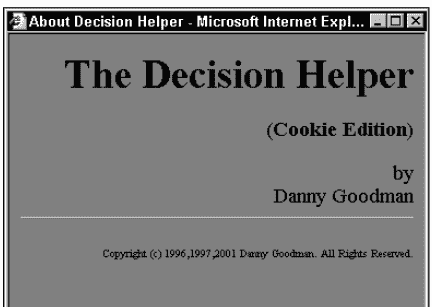 About Decision Helper - Microsoft Internet Expl...
The Decision Helper
(Cookie Edition)
by
Danny Goodman
Copyright (c) 1996,1997,2001 Danny Goodman. All Rights Reserved.